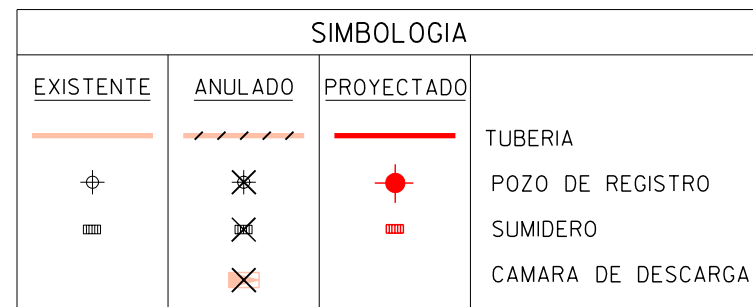 SIMBOLOGIA
EXISTENTE ANULADO PROYECTADO
TUBERIA
POZO DE REGISTRO
SUMIDERO
CAMARA DE DESCARGA